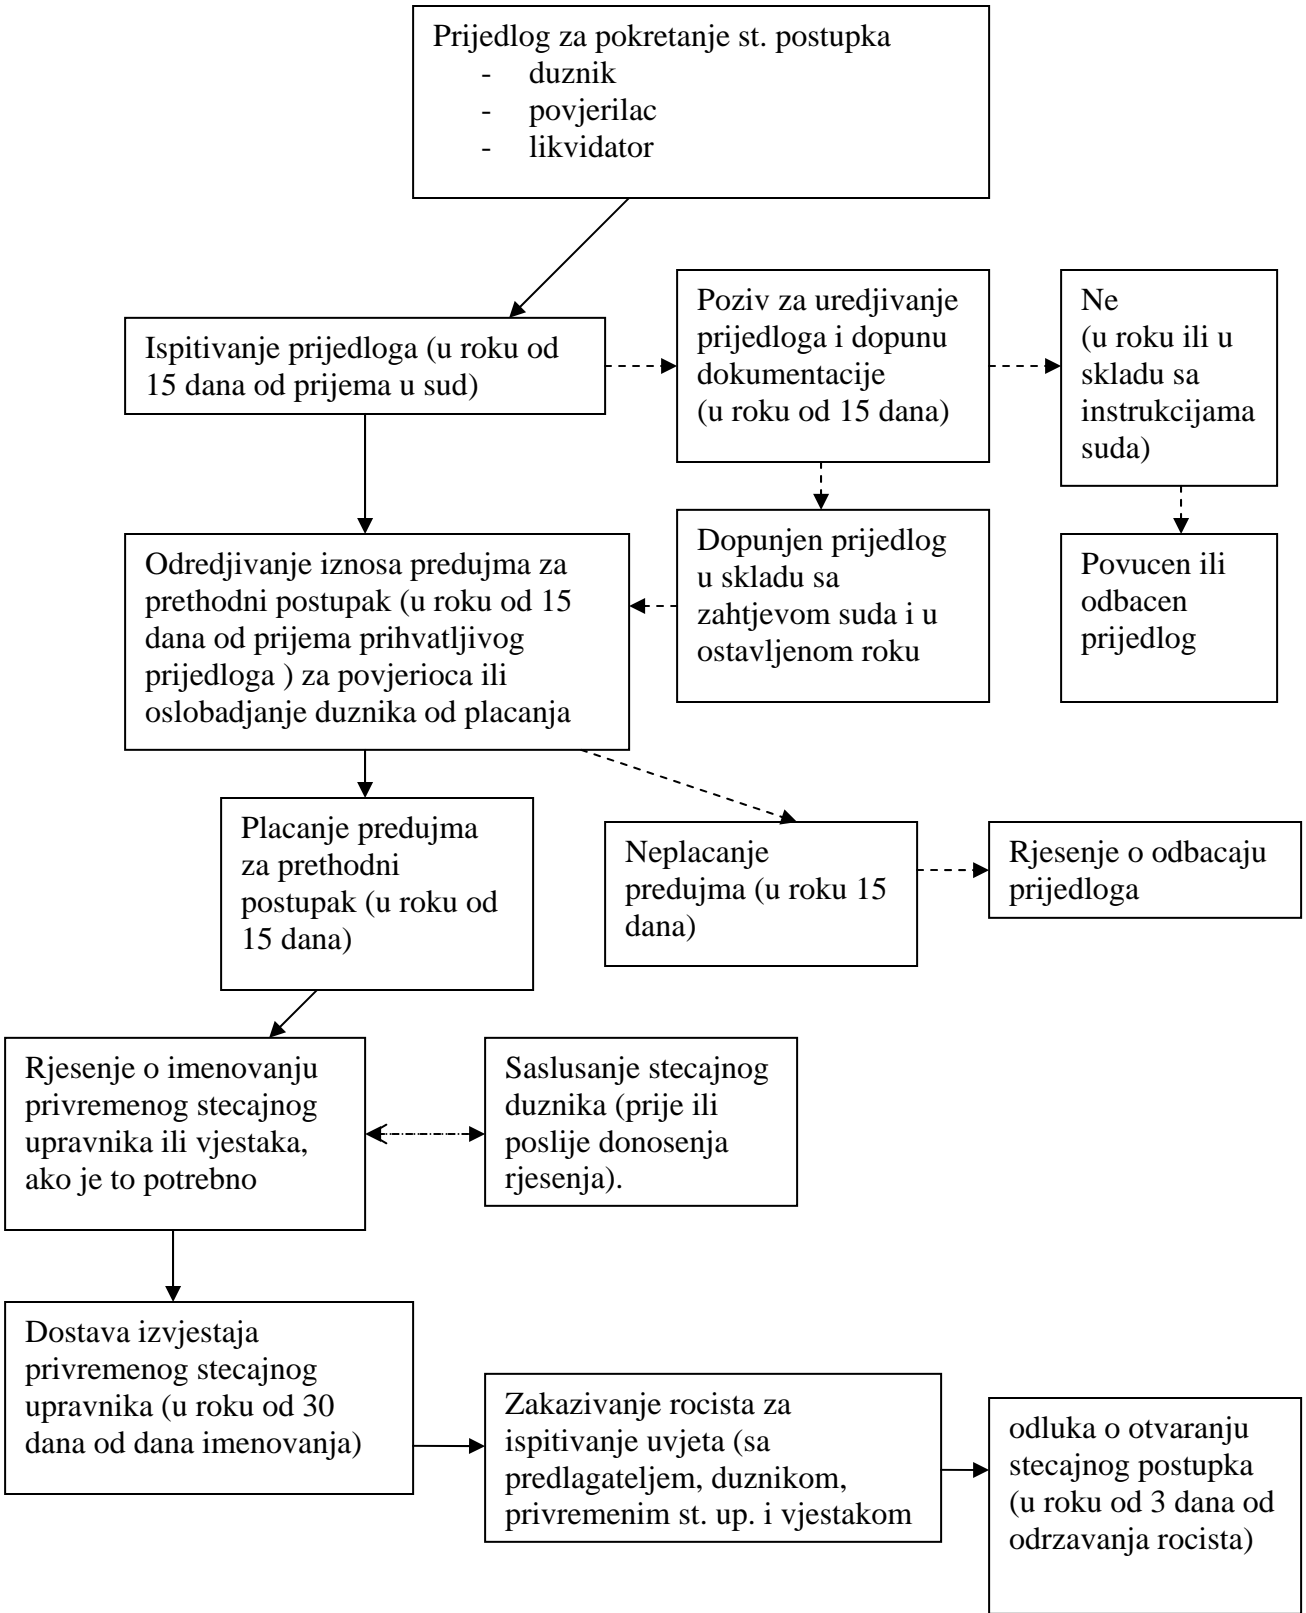 Prijedlog za pokretanje st. postupka
- duznik
- povjerilac
- likvidator
Ispitivanje prijedloga (u roku od
15 dana od prijema u sud)
Poziv za uredjivanje
prijedloga i dopunu
dokumentacije
(u roku od 15 dana)
Ne
(u roku ili u
skladu sa
instrukcijama
suda)
Odredjivanje iznosa predujma za
prethodni postupak (u roku od 15
dana od prijema prihvatljivog
prijedloga ) za povjerioca ili
oslobadjanje duznika od placanja
Dopunjen prijedlog
u skladu sa
zahtjevom suda i u
ostavljenom roku
Povucen ili
odbacen
prijedlog
Placanje predujma
za prethodni
postupak (u roku od
15 dana)
Neplacanje
predujma (u roku 15
dana)
Rjesenje o odbacaju
prijedloga
Rjesenje o imenovanju
privremenog stecajnog
upravnika ili vjestaka,
ako je to potrebno
Saslusanje stecajnog
duznika (prije ili
poslije donosenja
rjesenja).
Dostava izvjestaja
privremenog stecajnog
upravnika (u roku od 30
dana od dana imenovanja)
Zakazivanje rocista za
ispitivanje uvjeta (sa
predlagateljem, duznikom,
privremenim st. up. i vjestakom
odluka o otvaranju
stecajnog postupka
(u roku od 3 dana od
odrzavanja rocista)